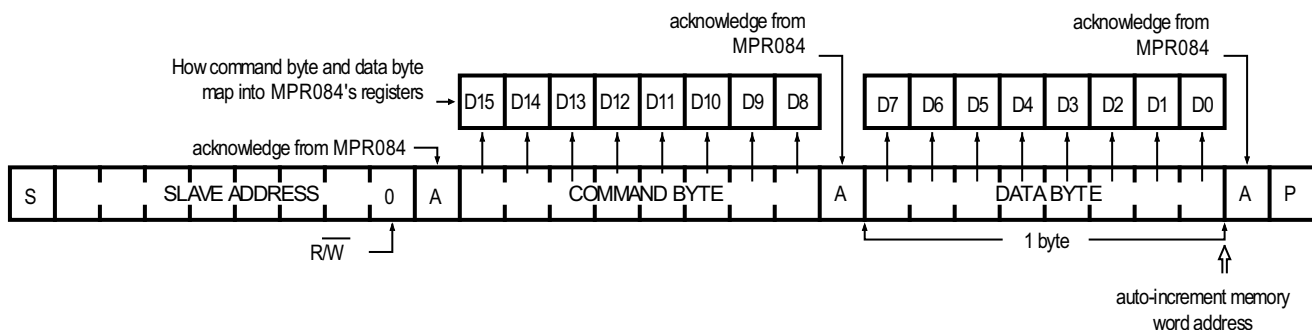 acknowledge from
MPR084
acknowledge from
MPR084
How command byte and data byte
map into MPR084's registers
D15 D14 D13 D12 D11 D10 D9 D8
D7 D6 D5 D4 D3 D2 D1 D0
acknowledge from MPR084
S SLAVE ADDRESS 0 A COMMAND BYTE A DATA BYTE A P
R/W
1 byte
auto-increment memory
word address